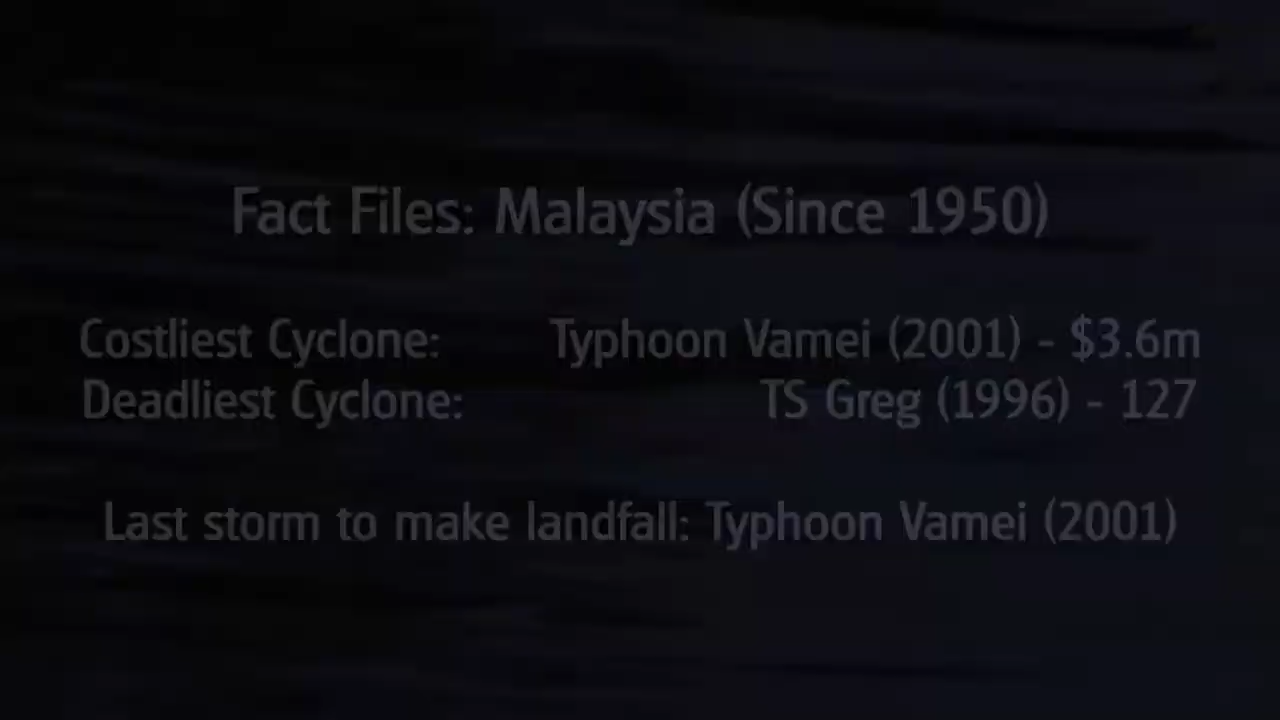 Fact Files: Malaysia (Since 1950)
Costliest Cyclone: Typhoon Vamei (2001) - $3.6m
Deadliest Cyclone: TS Greg (1996) - 127
Last storm to make landfall: Typhoon Vamei (2001)